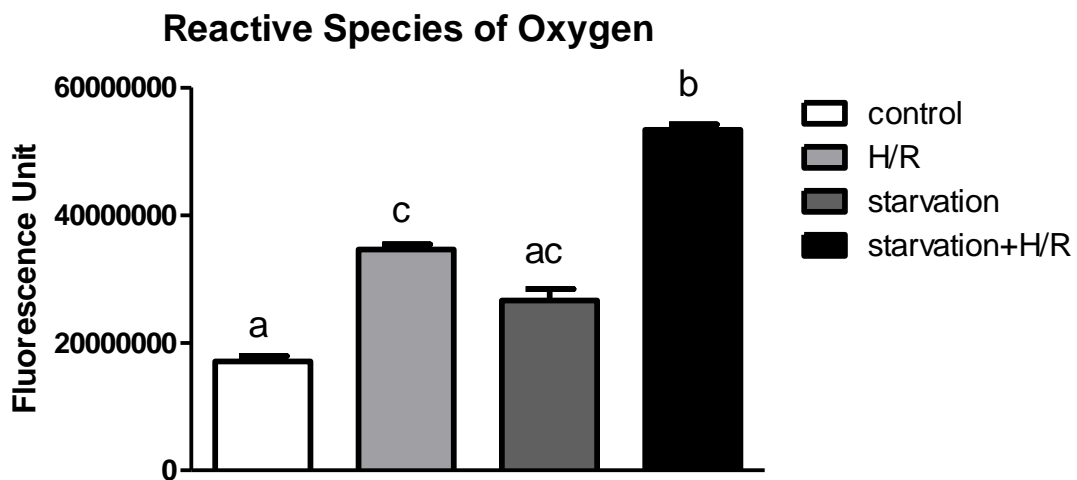 Reactive Species of Oxygen
Fluorescence Unit
60000000
40000000
20000000
0
a
c
ac
b
control
H/R
starvation
starvation+H/R